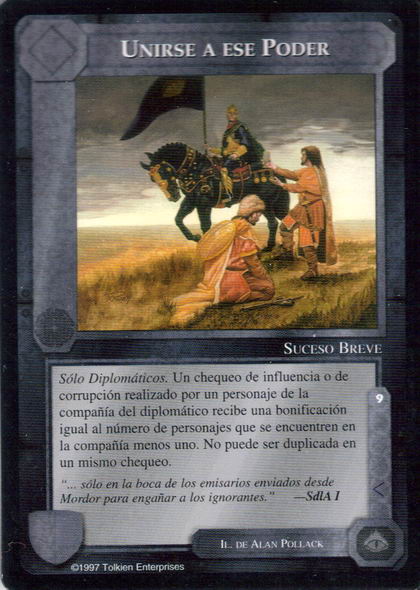 UNIRSE A ESE PODER
SUCESO BREVE
Sólo Diplomáticos. Un chequeo de influencia o de
corrupción realizado por un personaje de la
compañía del diplomático recibe una bonificación
igual al número de personajes que se encuentren en
la compañía menos uno. No puede ser duplicada en
un mismo chequeo.
9
“... sólo en la boca de los emisarios enviados desde
Mordor para engañar a los ignorantes.” —SdlA I
IL. DE ALAN POLLACK
©1997 Tolkien Enterprises